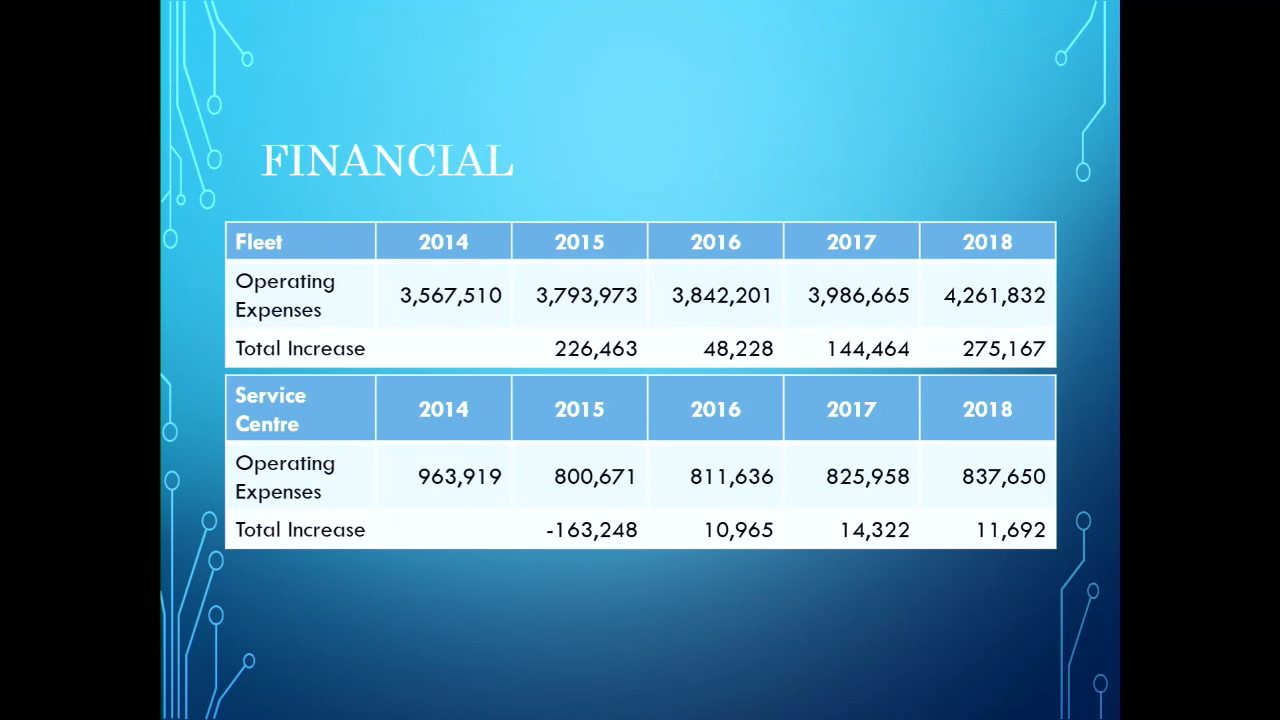 FINANCIAL
Fleet 2014 2015 2016 2017 2018
Operating
Expenses 3,567,510 3,793,973 3,842,201 3,986,665 4,261,832
Total Increase 226,463 48,228 144,464 275,167
Service
Centre 2014 2015 2016 2017 2018
Operating
Expenses 963,919 800,671 811,636 825,958 837,650
Total Increase -163,248 10,965 14,322 11,692